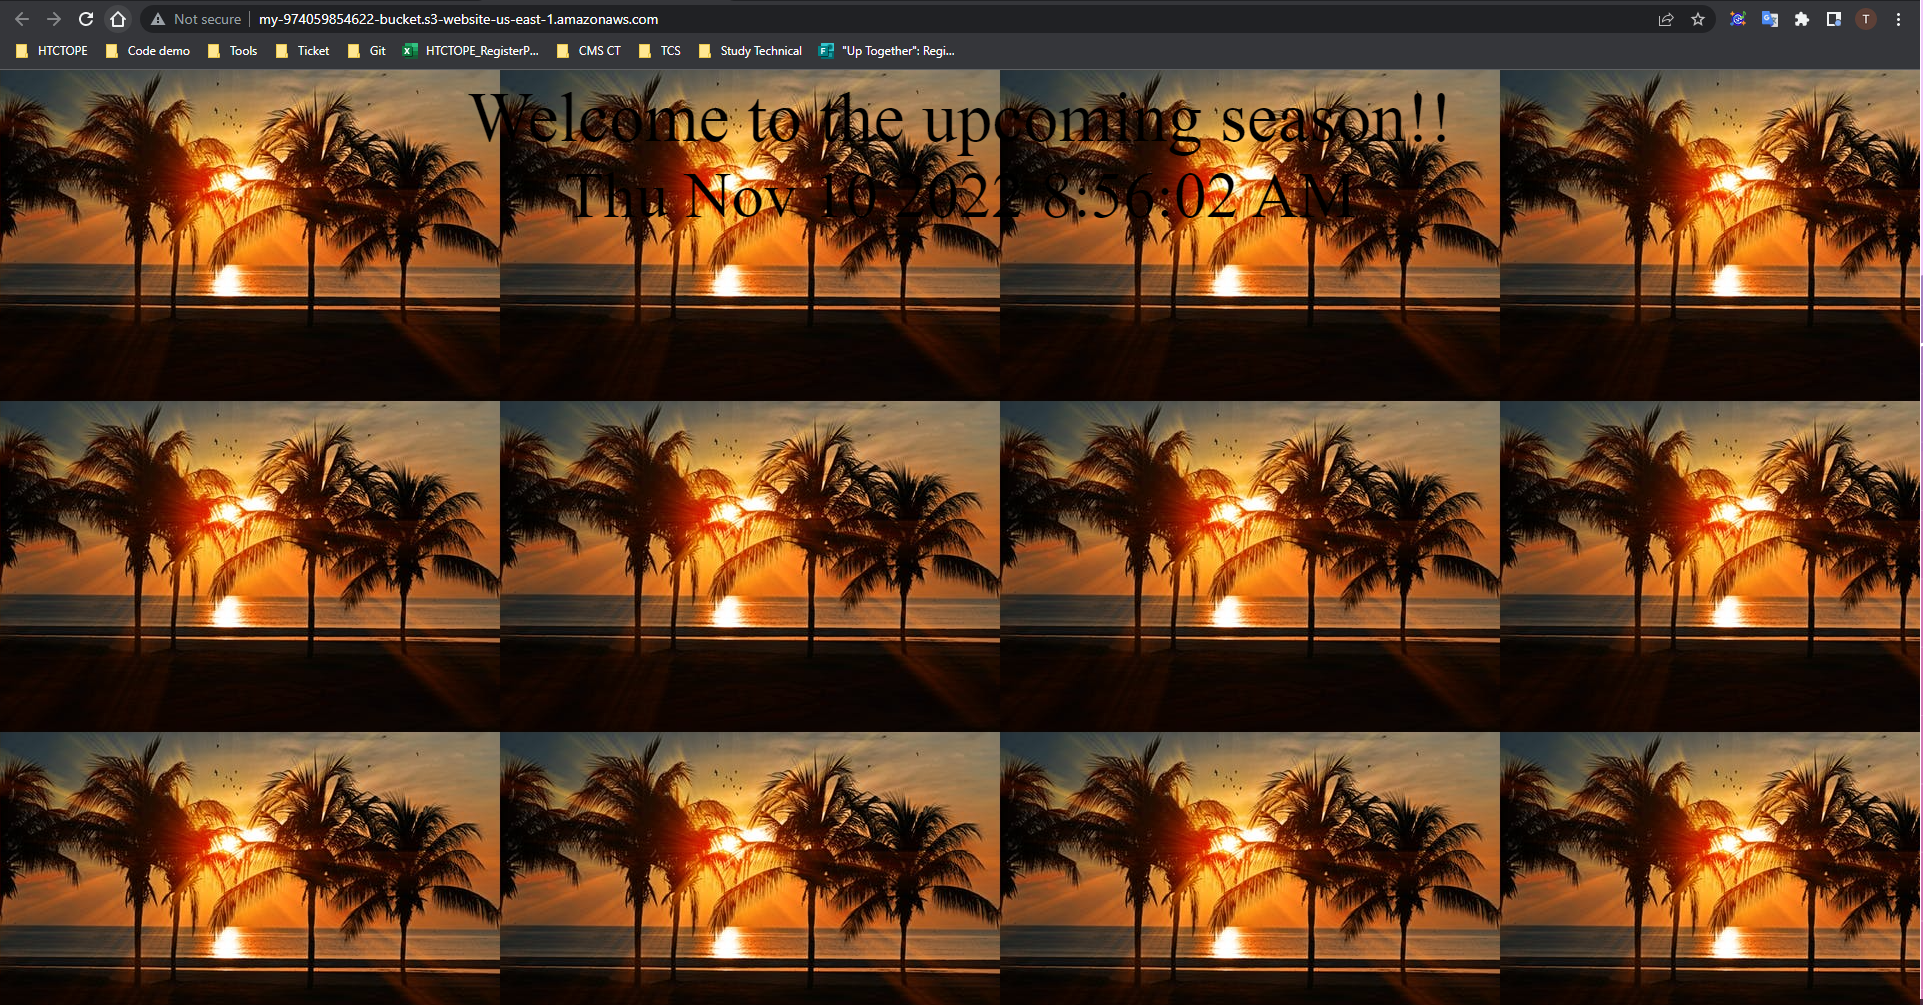 Not secure
my-974059854622-bucket.s3-website-us-east-1.amazonaws.com
T
HTCTOPE
Code demo
Tools
Ticket
Git
HTCTOPE_RegisterP...
CMS CT
TCS
Study Technical
"Up Together": Regi...
Welcome to the upcoming season!!
Thu Nov 10 2022 8:56:02 AM